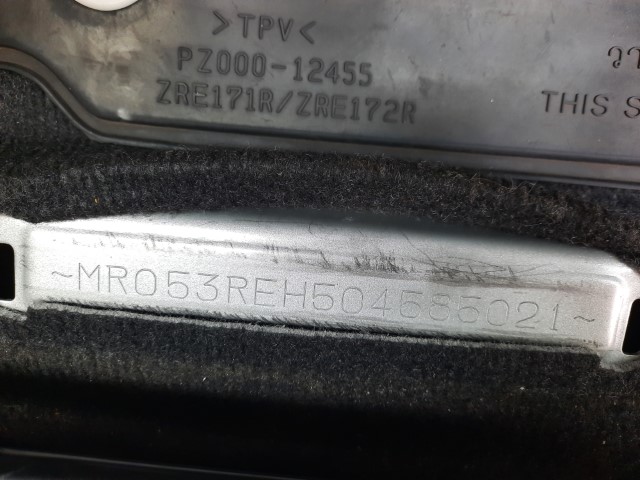 >TPV<
PZ000-12455
ZRE171R/ZRE172R
THIS S
~MR053REH504585021~